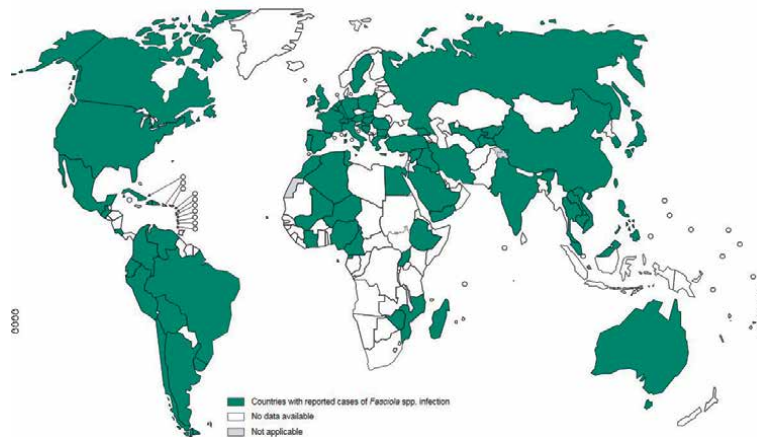 Countries with reported cases of Fasciola spp. infection
No data available
Not applicable